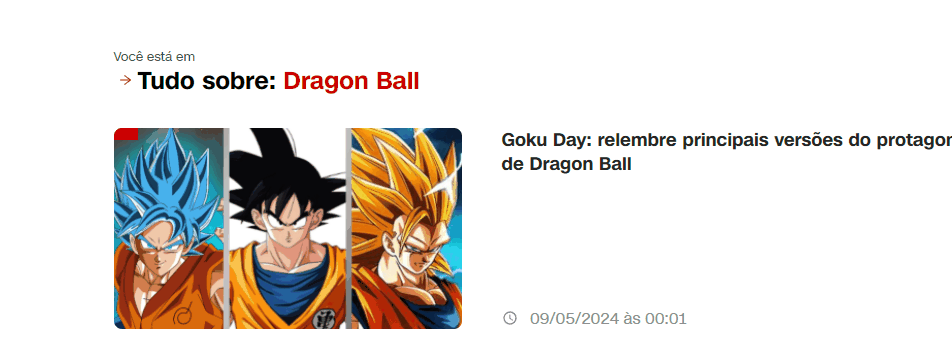 Você está em
Tudo sobre: Dragon Ball
Goku Day: relembre principais versões do protagon
de Dragon Ball
09/05/2024 às 00:01